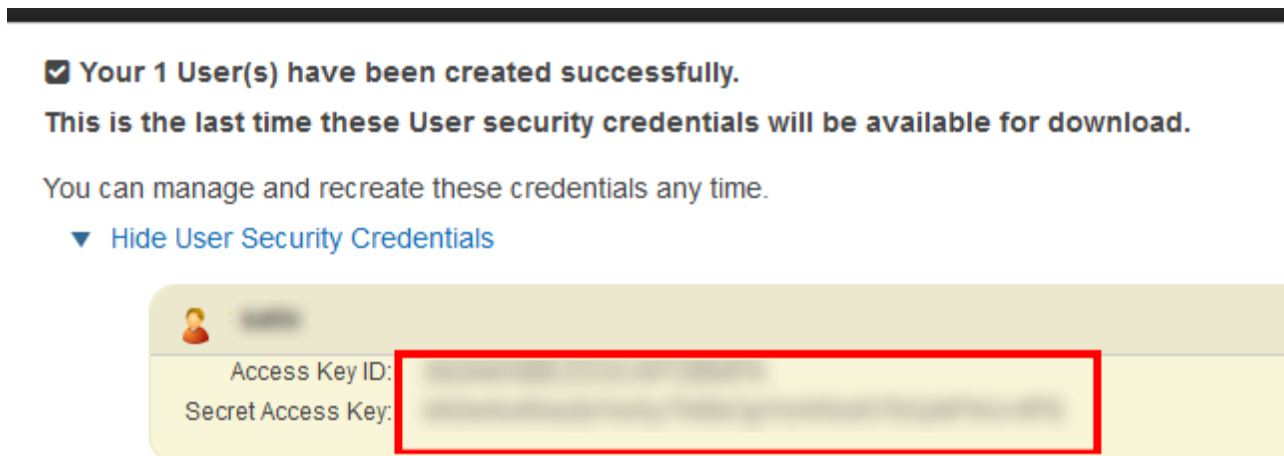 Your 1 User(s) have been created successfully.
This is the last time these User security credentials will be available for download.
You can manage and recreate these credentials any time.
Hide User Security Credentials
Access Key ID:
Secret Access Key: